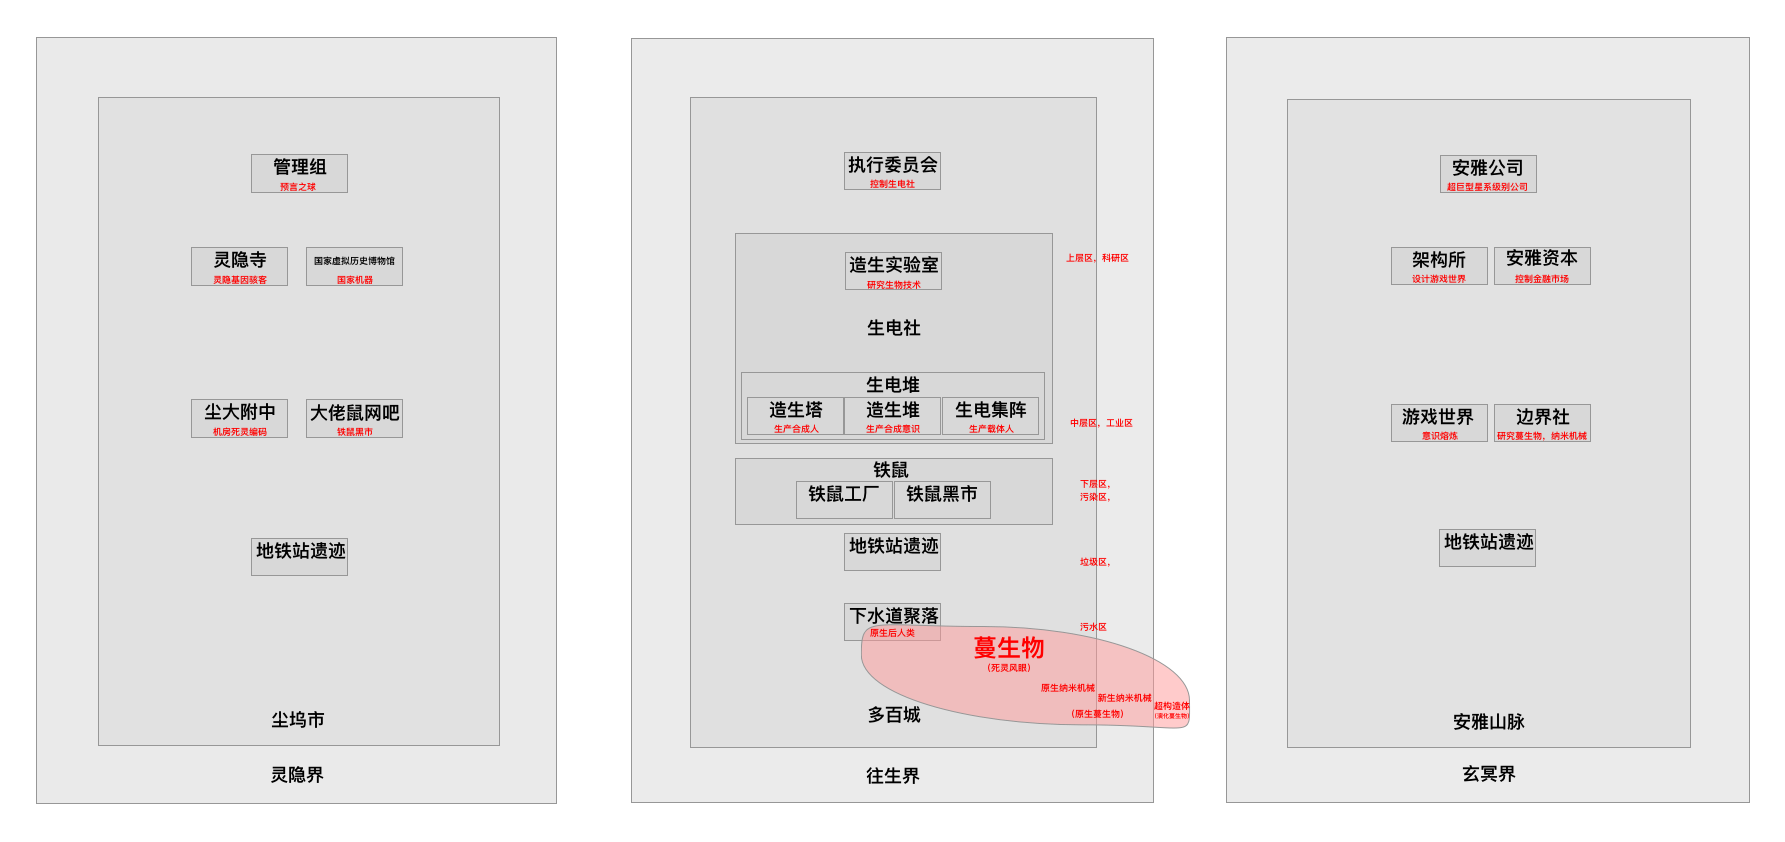 管理组
预言之球
灵隐寺
灵隐基因骇客
国家虚拟历史博物馆
国家机器
尘大附中
机房死灵编码
大佬鼠网吧
铁鼠黑市
地铁站遗迹
尘坞市
灵隐界
执行委员会
控制生电社
上层区，科研区
造生实验室
研究生物技术
生电社
生电堆
造生塔
生产合成人
造生堆
生产合成意识
生电集阵
生产载体人
中层区，工业区
铁鼠
铁鼠工厂
铁鼠黑市
下层区，
污染区，
地铁站遗迹
垃圾区，
下水道聚落
原生后人类
污水区
蔓生物
（死灵风眼）
原生纳米机械
新生纳米机械
（原生蔓生物）
超构造体
（演化蔓生物）
多百城
往生界
安雅公司
超巨型星系级别公司
架构所
设计游戏世界
安雅资本
控制金融市场
游戏世界
意识熔炼
边界社
研究蔓生物，纳米机械
地铁站遗迹
安雅山脉
玄冥界